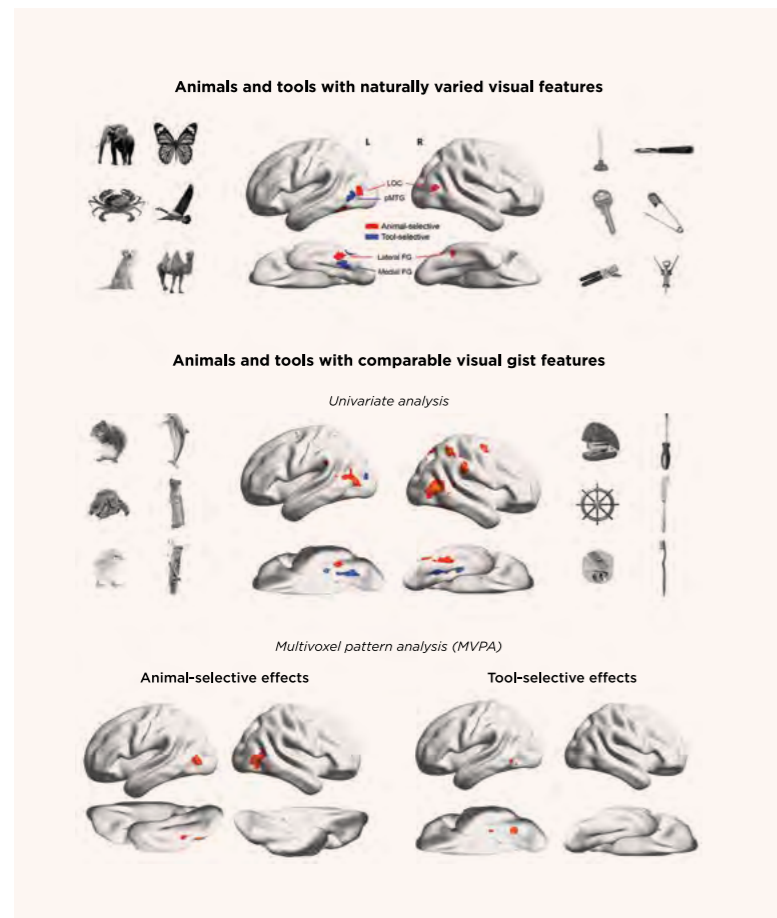 Animals and tools with naturally varied visual features
L R
LOC
pMTG
Animal-selective
Tool-selective
Lateral FG
Medial FG
Animals and tools with comparable visual gist features
Univariate analysis
Multivoxel pattern analysis (MVPA)
Animal-selective effects Tool-selective effects